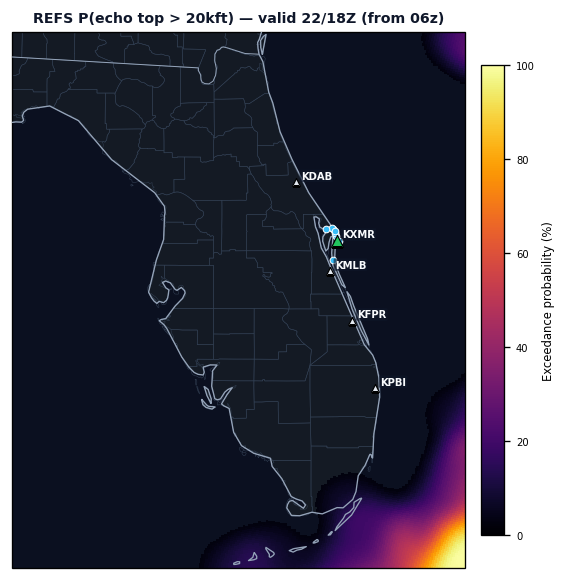 REFS P(echo top > 20kft) — valid 22/18Z (from 06z)
KDAB
KXMR
KMLB
KFPR
KPBI
100
80
60
40
20
0
Exceedance probability (%)